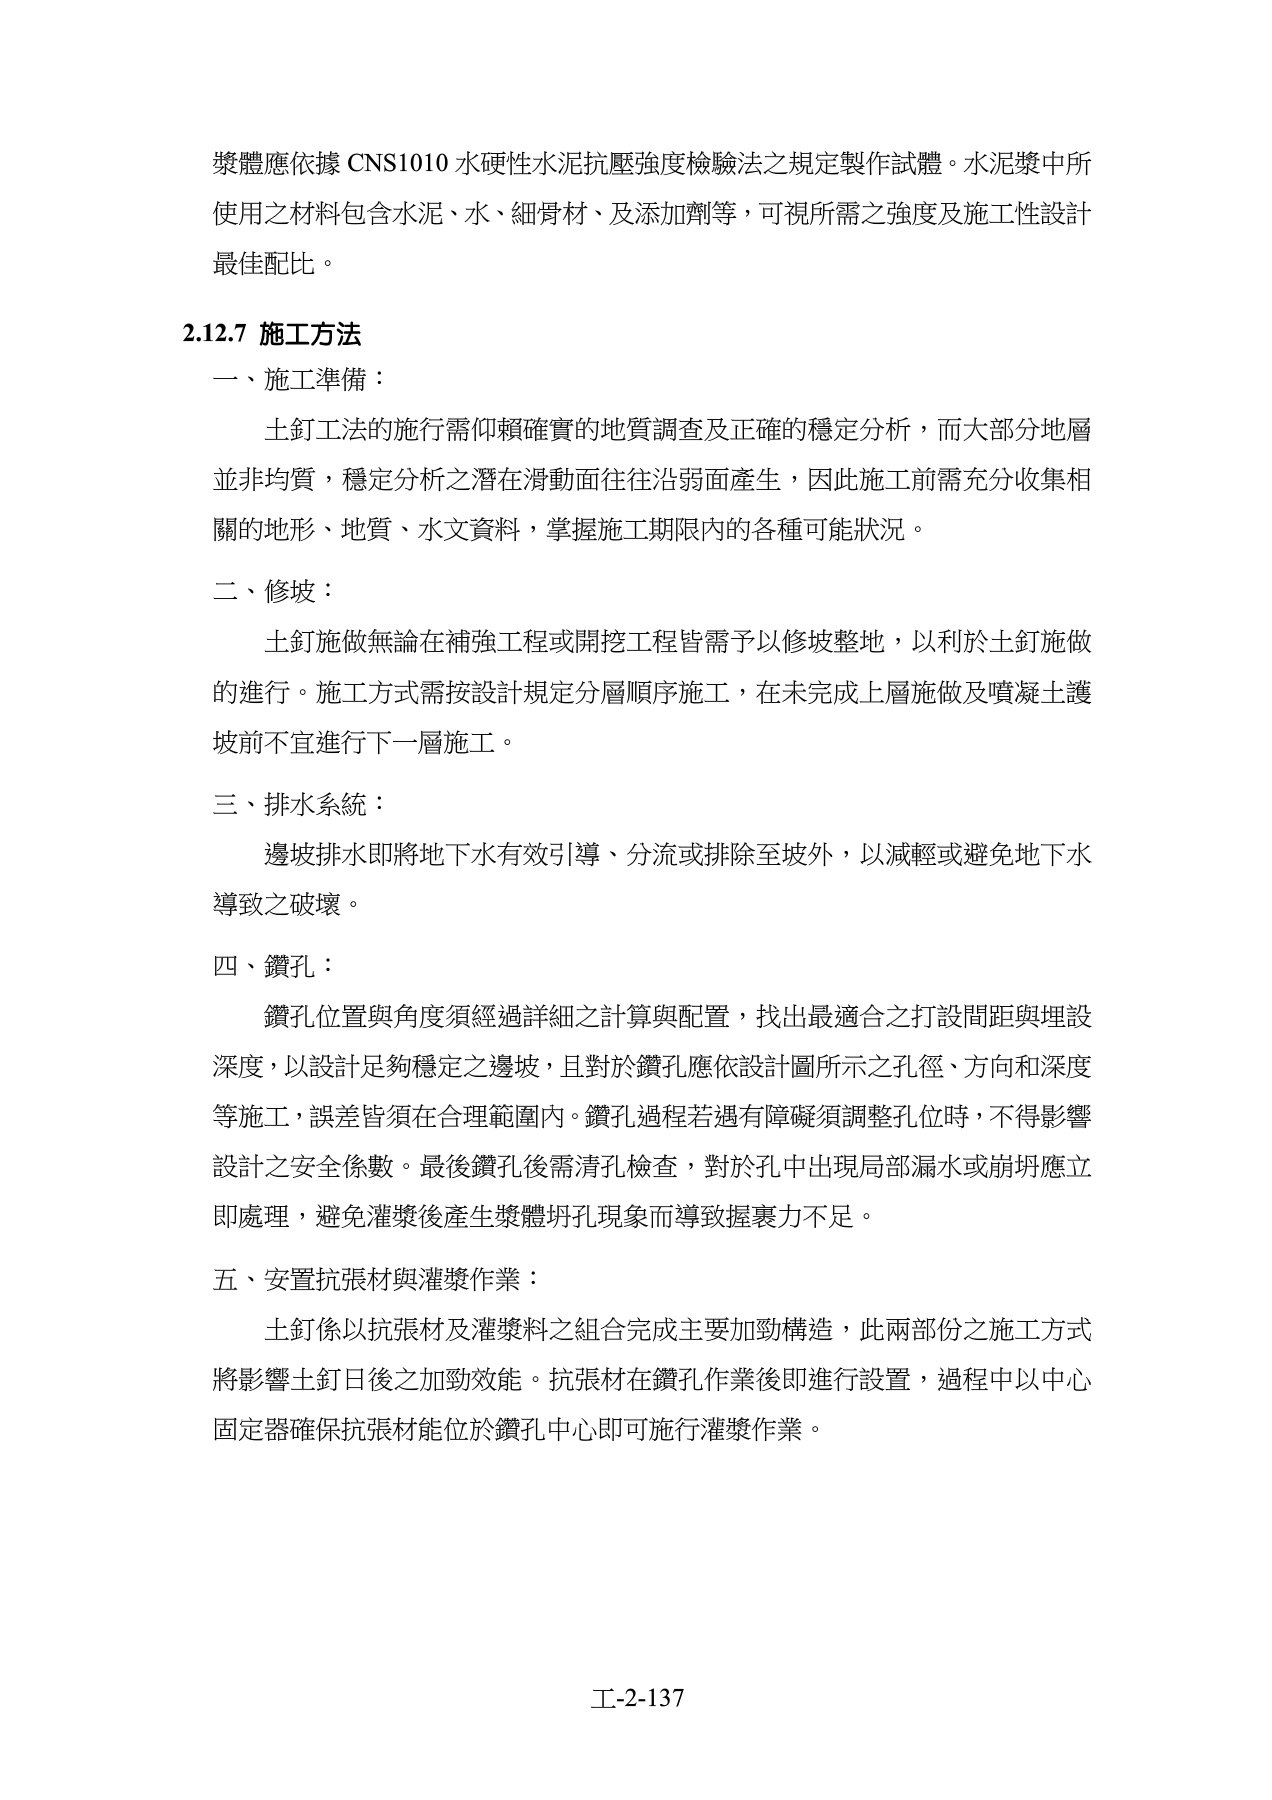 漿體應依據 CNS1010 水硬性水泥抗壓強度檢驗法之規定製作試體。水泥漿中所
使用之材料包含水泥、水、細骨材、及添加劑等，可視所需之強度及施工性設計
最佳配比。
2.12.7 施工方法
一、施工準備：
土釘工法的施行需仰賴確實的地質調查及正確的穩定分析，而大部分地層
並非均質，穩定分析之潛在滑動面往往沿弱面產生，因此施工前需充分收集相
關的地形、地質、水文資料，掌握施工期限內的各種可能狀況。
二、修坡：
土釘施做無論在補強工程或開挖工程皆需予以修坡整地，以利於土釘施做
的進行。施工方式需按設計規定分層順序施工，在未完成上層施做及噴凝土護
坡前不宜進行下一層施工。
三、排水系統：
邊坡排水即將地下水有效引導、分流或排除至坡外，以減輕或避免地下水
導致之破壞。
四、鑽孔：
鑽孔位置與角度須經過詳細之計算與配置，找出最適合之打設間距與埋設
深度，以設計足夠穩定之邊坡，且對於鑽孔應依設計圖所示之孔徑、方向和深度
等施工，誤差皆須在合理範圍內。鑽孔過程若遇有障礙須調整孔位時，不得影響
設計之安全係數。最後鑽孔後需清孔檢查，對於孔中出現局部漏水或崩坍應立
即處理，避免灌漿後產生漿體坍孔現象而導致握裹力不足。
五、安置抗張材與灌漿作業：
土釘係以抗張材及灌漿料之組合完成主要加勁構造，此兩部份之施工方式
將影響土釘日後之加勁效能。抗張材在鑽孔作業後即進行設置，過程中以中心
固定器確保抗張材能位於鑽孔中心即可施行灌漿作業。
工-2-137